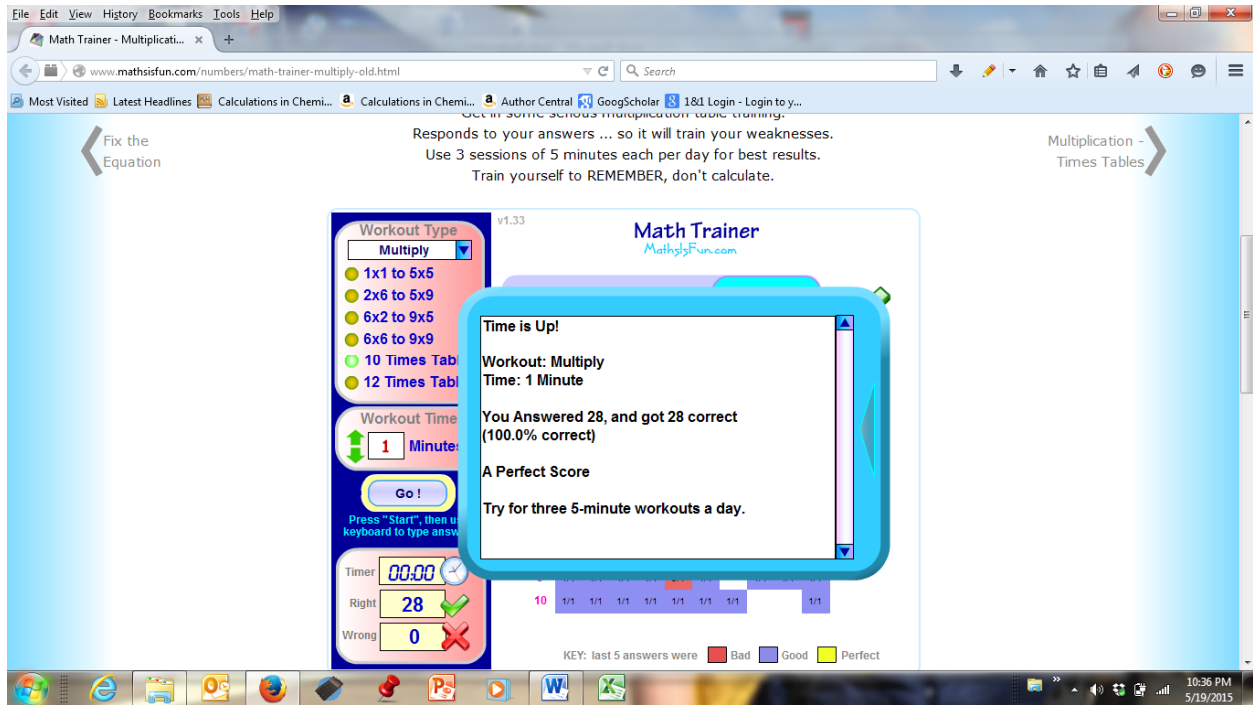 File Edit View History Bookmarks Tools Help
Math Trainer - Multiplicati... × +
www.mathsisfun.com/numbers/math-trainer-multiply-old.html
Search
Most Visited Latest Headlines Calculations in Chemi... Calculations in Chemi... Author Central GoogScholar 1&1 Login - Login to y...
Get in some serious multiplication table training.
Responds to your answers ... so it will train your weaknesses.
Use 3 sessions of 5 minutes each per day for best results.
Train yourself to REMEMBER, don't calculate.
Fix the
Equation
Multiplication -
Times Tables
v1.33
Math Trainer
MathsIsFun.com
Workout Type
Multiply
1x1 to 5x5
2x6 to 5x9
6x2 to 9x5
6x6 to 9x9
10 Times Tabl
12 Times Tabl
Workout Time
1 Minutes
Go !
Press "Start", then u
keyboard to type answ
Timer 00:00
Right 28
Wrong 0
Time is Up!
Workout: Multiply
Time: 1 Minute
You Answered 28, and got 28 correct
(100.0% correct)
A Perfect Score
Try for three 5-minute workouts a day.
10 1/1 1/1 1/1 1/1 1/1 1/1 1/1 1/1
KEY: last 5 answers were Bad Good Perfect
10:36 PM
5/19/2015